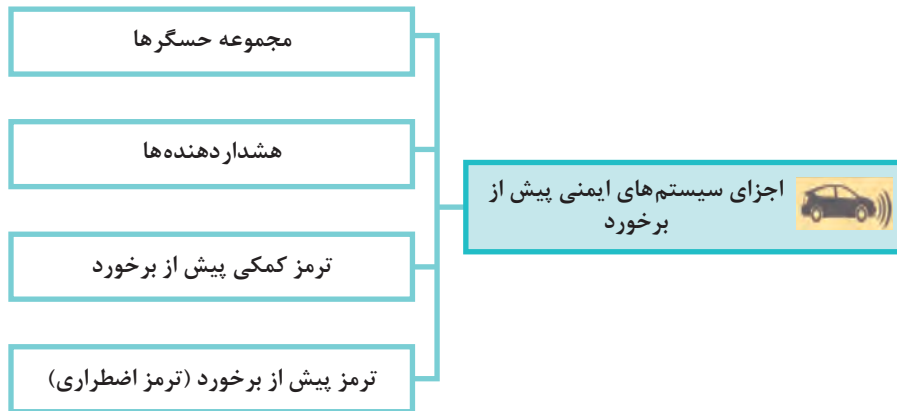 اجزای سیستم‌های ایمنی پیش از
برخورد
مجموعه حسگرها
هشداردهنده‌ها
ترمز کمکی پیش از برخورد
ترمز پیش از برخورد (ترمز اضطراری)